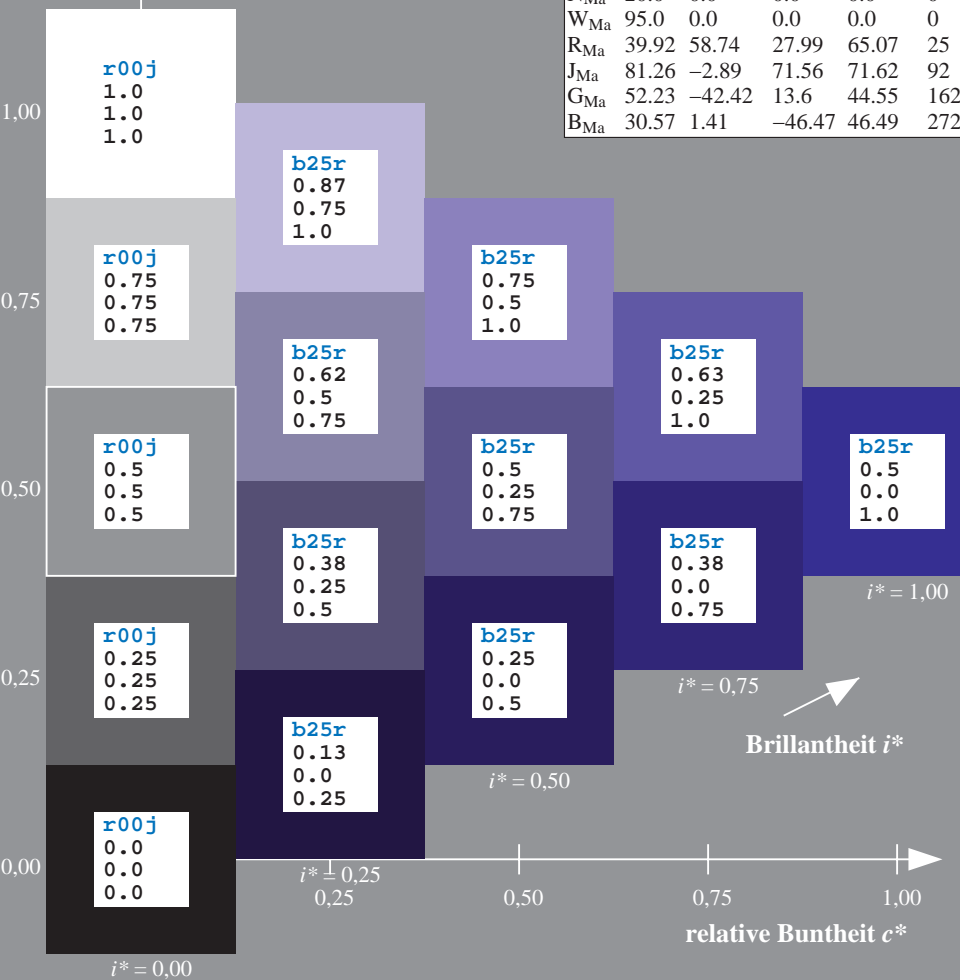 W_Ma 95.0 0.0 0.0 0.0 0
R_Ma 39.92 58.74 27.99 65.07 25
J_Ma 81.26 –2.89 71.56 71.62 92
G_Ma 52.23 –42.42 13.6 44.55 162
B_Ma 30.57 1.41 –46.47 46.49 272
1,00
r00j
1.0
1.0
1.0
b25r
0.87
0.75
1.0
0,75
r00j
0.75
0.75
0.75
b25r
0.75
0.5
1.0
b25r
0.62
0.5
0.75
b25r
0.63
0.25
1.0
0,50
r00j
0.5
0.5
0.5
b25r
0.5
0.25
0.75
b25r
0.5
0.0
1.0
b25r
0.38
0.25
0.5
b25r
0.38
0.0
0.75
i* = 1,00
0,25
r00j
0.25
0.25
0.25
b25r
0.25
0.0
0.5
i* = 0,75
b25r
0.13
0.0
0.25
Brillantheit i*
i* = 0,50
0,00
r00j
0.0
0.0
0.0
i* = 0,25
0,25 0,50 0,75 1,00
relative Buntheit c*
i* = 0,00